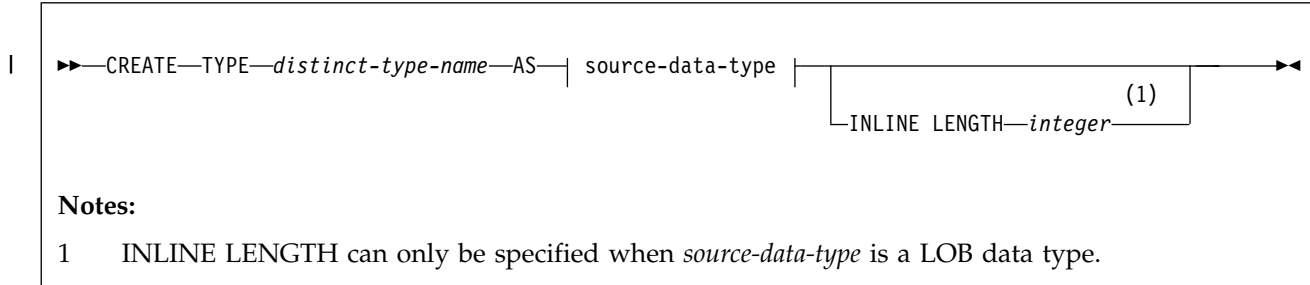 | ►►—CREATE—TYPE—distinct-type-name—AS—┤ source-data-type ├—►◄
(1)
INLINE LENGTH—integer
Notes:
1 INLINE LENGTH can only be specified when source-data-type is a LOB data type.